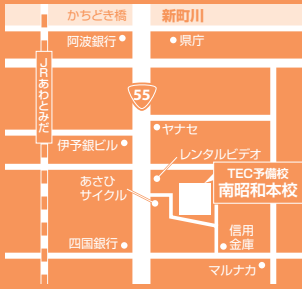 かちどき橋
新町川
阿波銀行
県庁
JRあわとみだ
55
ヤナセ
伊予銀ビル
レンタルビデオ
あさひ
サイクル
TEC予備校
南昭和本校
信用
金庫
四国銀行
マルナカ